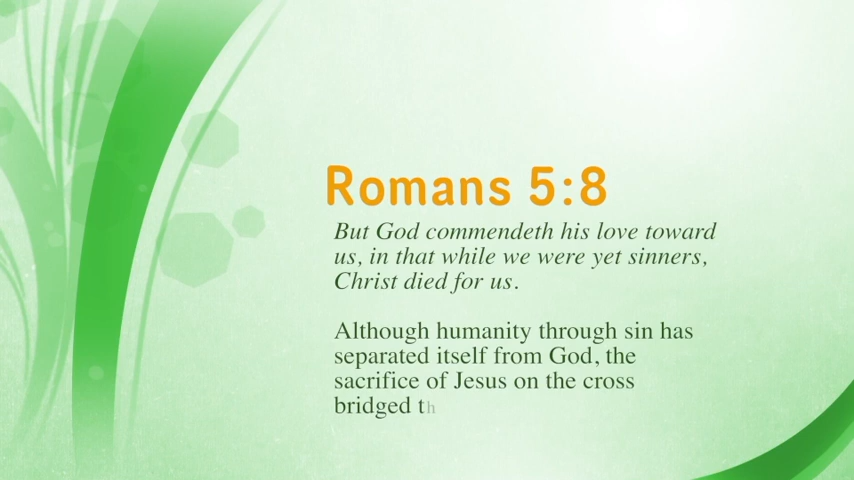 Romans 5:8
But God commendeth his love toward
us, in that while we were yet sinners,
Christ died for us.
Although humanity through sin has
separated itself from God, the
sacrifice of Jesus on the cross
bridged th